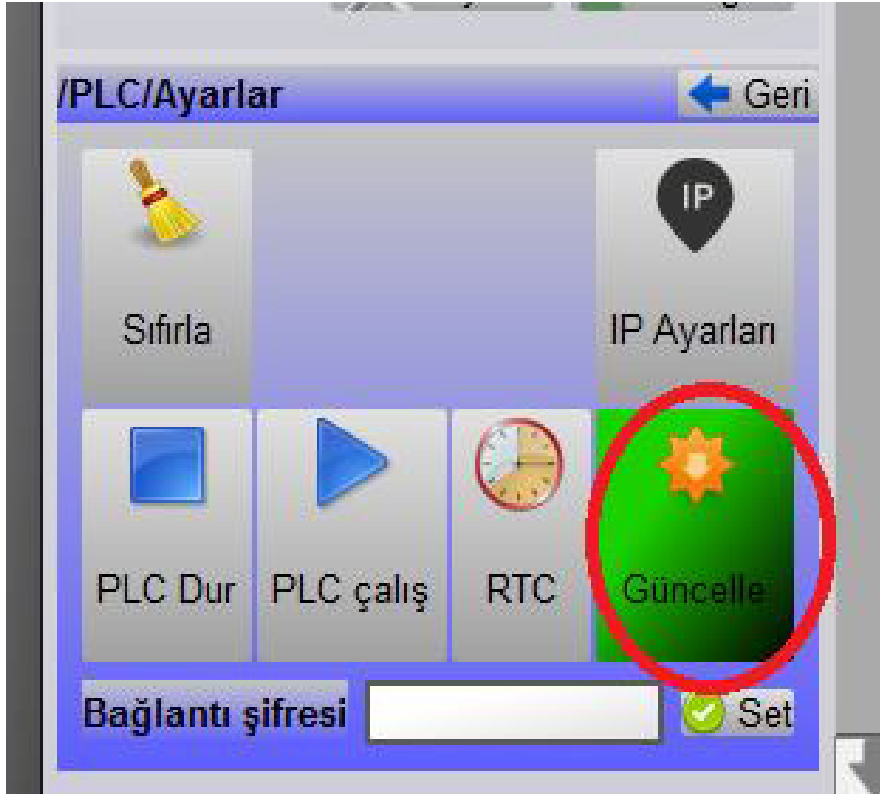 /PLC/Ayarlar
Geri
IP
Sıfırla
IP Ayarları
PLC Dur
PLC çalış
RTC
Güncelle
Bağlantı şifresi
Set